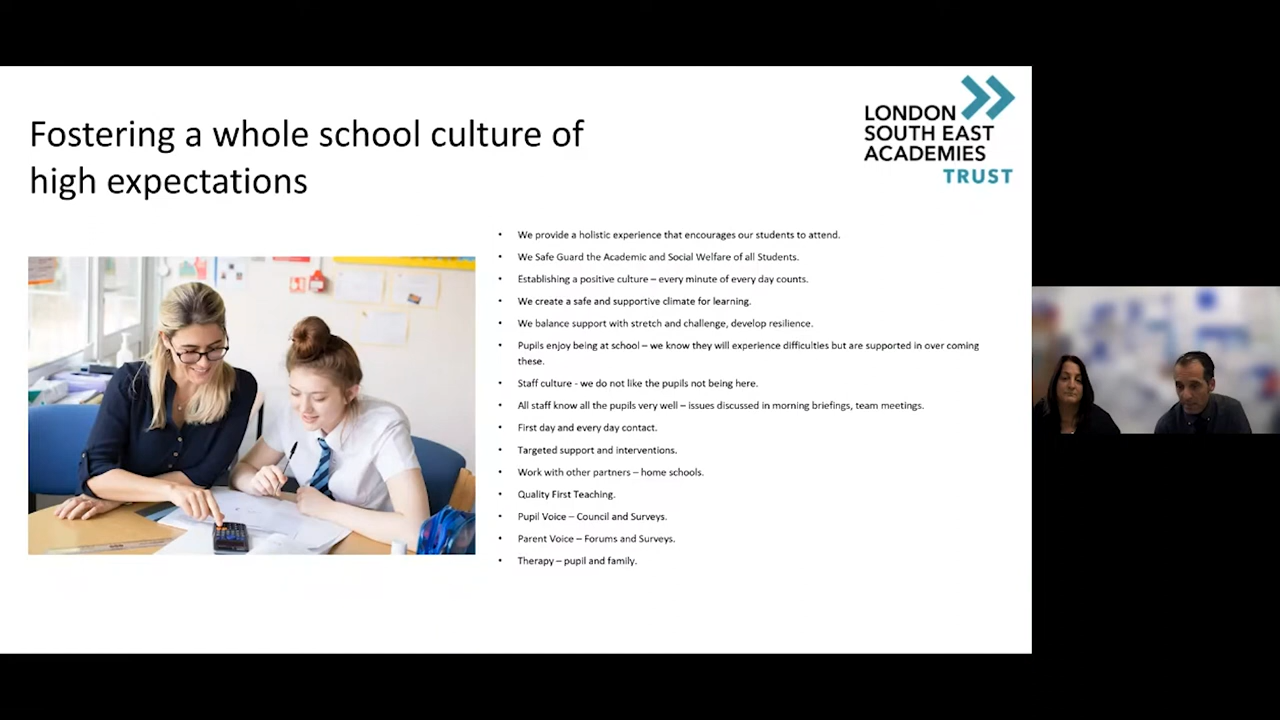 Fostering a whole school culture of
high expectations
LONDON
SOUTH EAST
ACADEMIES
TRUST
• We provide a holistic experience that encourages our students to attend.
• We Safe Guard the Academic and Social Welfare of all Students.
• Establishing a positive culture – every minute of every day counts.
• We create a safe and supportive climate for learning.
• We balance support with stretch and challenge, develop resilience.
• Pupils enjoy being at school – we know they will experience difficulties but are supported in over coming
these.
• Staff culture - we do not like the pupils not being here.
• All staff know all the pupils very well – issues discussed in morning briefings, team meetings.
• First day and every day contact.
• Targeted support and interventions.
• Work with other partners – home schools.
• Quality First Teaching.
• Pupil Voice – Council and Surveys.
• Parent Voice – Forums and Surveys.
• Therapy – pupil and family.